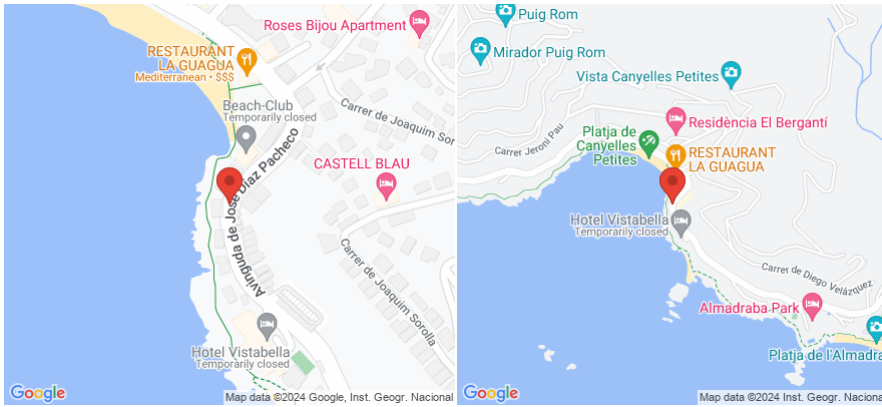 Roses Bijou Apartment
RESTAURANT
LA GUAGUA
Mediterranean • $$$
Beach-Club
Temporarily closed
Carrer de Joaquim Soro
Avinguda de José Díaz Pacheco
CASTELL BLAU
Carrer de Joaquim Sorolla
Hotel Vistabella
Temporarily closed
Google
Map data ©2024 Google, Inst. Geogr. Nacional
Puig Rom
Mirador Puig Rom
Vista Canyelles Petites
Residència El Bergantí
Carrer Jeroni Pau
Platja de
Canyelles
Petites
RESTAURANT
LA GUAGUA
Hotel Vistabella
Temporarily closed
Carret de Diego Velázquez
Almadraba Park
Platja de l'Almadra
Google
Map data ©2024 Google, Inst. Geogr. Nacional